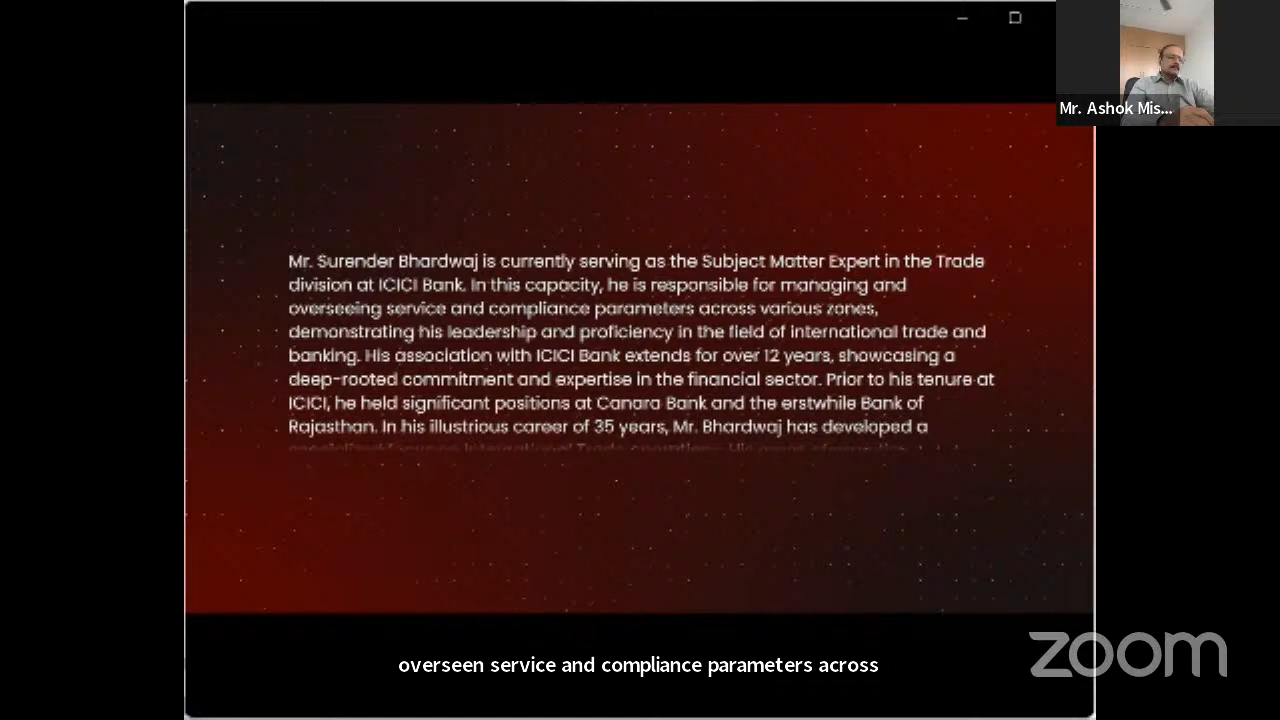 Mr. Ashok Mis...
Mr. Surender Bhardwaj is currently serving as the Subject Matter Expert in the Trade
division at ICICI Bank. In this capacity, he is responsible for managing and
overseeing service and compliance parameters across various zones,
demonstrating his leadership and proficiency in the field of international trade and
banking. His association with ICICI Bank extends for over 12 years, showcasing a
deep-rooted commitment and expertise in the financial sector. Prior to his tenure at
ICICI, he held significant positions at Canara Bank and the erstwhile Bank of
Rajasthan. In his illustrious career of 35 years, Mr. Bhardwaj has developed a
overseen service and compliance parameters across
zoom